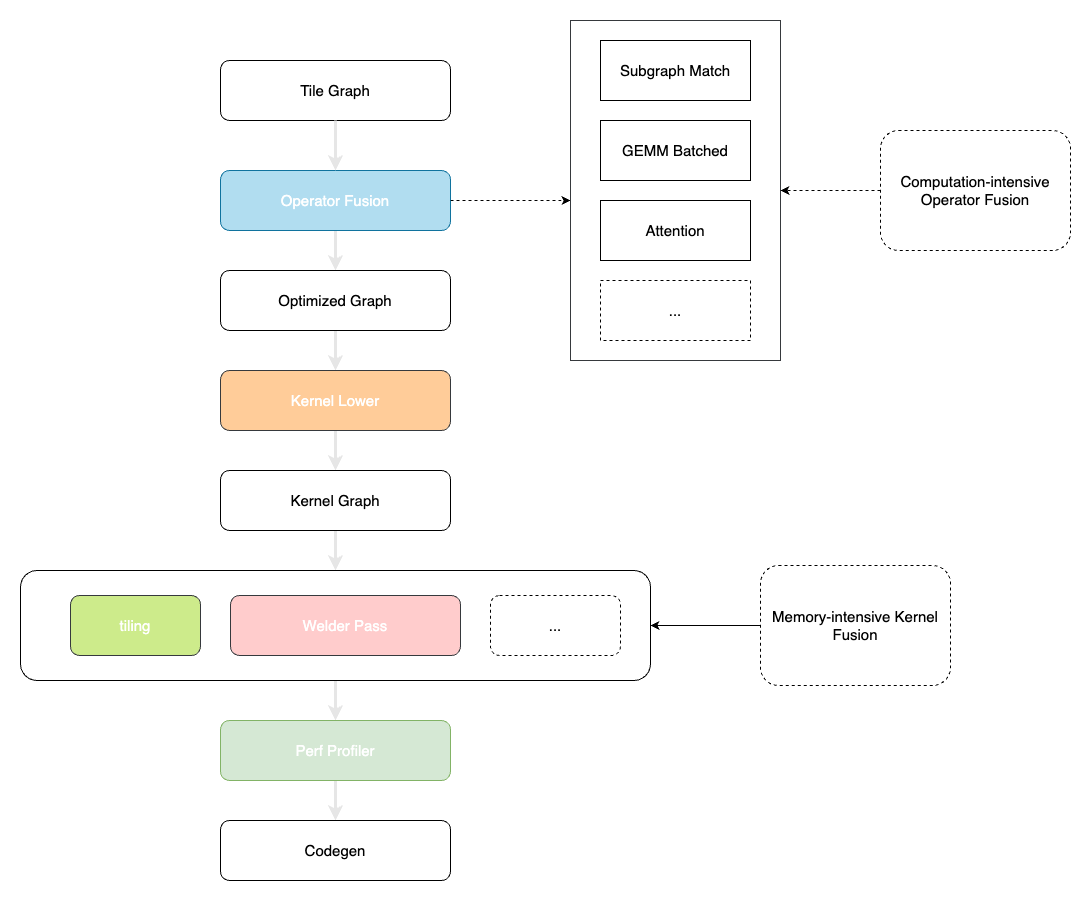 Tile Graph
Operator Fusion
Optimized Graph
Kernel Lower
Kernel Graph
tiling
Welder Pass
...
Perf Profiler
Codegen
Subgraph Match
GEMM Batched
Attention
...
Computation-intensive
Operator Fusion
Memory-intensive Kernel
Fusion